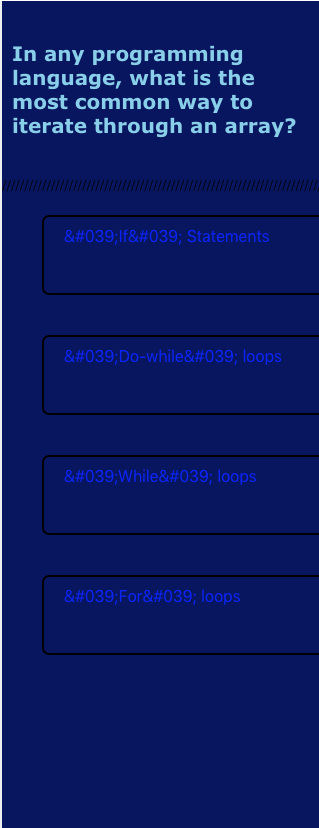 In any programming
language, what is the
most common way to
iterate through an array?
////////////////////////////////////////////////////////////////////////
&#039;If&#039; Statements
&#039;Do-while&#039; loops
&#039;While&#039; loops
&#039;For&#039; loops